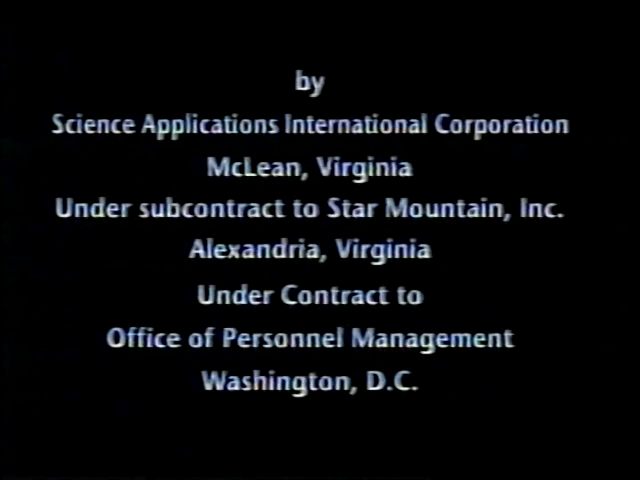 by
Science Applications International Corporation
McLean, Virginia
Under subcontract to Star Mountain, Inc.
Alexandria, Virginia
Under Contract to
Office of Personnel Management
Washington, D.C.